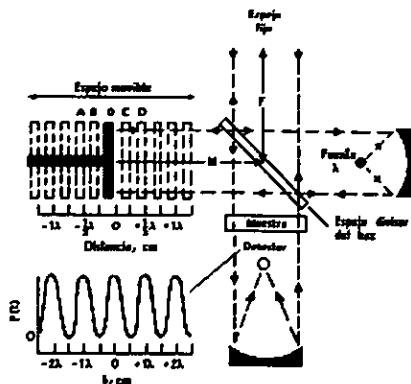 Espejo
fijo
Espejo movible
A B O C D
F
M
Fuente
λ
-1λ -½λ 0 +½λ +1λ
Distancia, cm
Muestra
Espejo divisor
del haz
Detector
P(t)
0
-2λ -1λ 0 +1λ +2λ
δ, cm